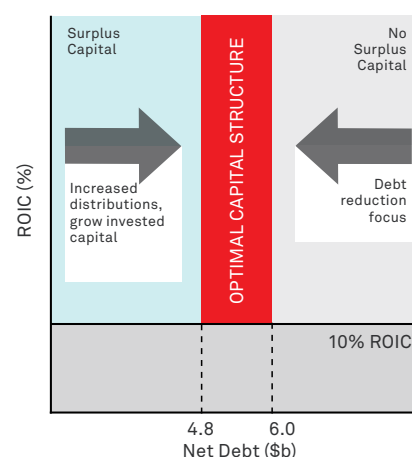 Surplus
Capital
No
Surplus
Capital
OPTIMAL CAPITAL STRUCTURE
Increased
distributions,
grow invested
capital
Debt
reduction
focus
ROIC (%)
10% ROIC
4.8
6.0
Net Debt ($b)